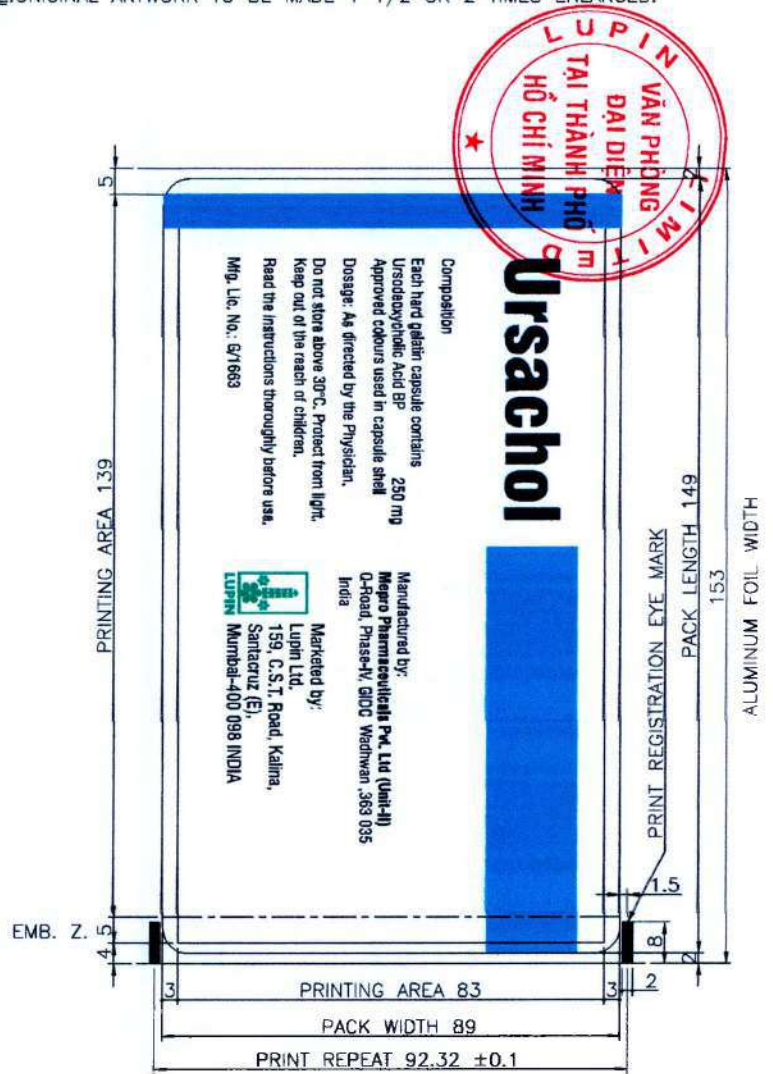 ORIGINAL ARTWORK TO BE MADE 1 1/2 OR 2 TIMES ENLARGED.
LUPIN LIMITED
VĂN PHÒNG
ĐẠI DIỆN
TẠI THÀNH PHỐ
HỒ CHÍ MINH
Ursachol
Composition
Each hard gelatin capsule contains
Ursodeoxycholic Acid BP 250 mg
Approved colours used in capsule shell
Dosage: As directed by the Physician.
Do not store above 30°C. Protect from light.
Keep out of the reach of children.
Read the instructions thoroughly before use.
Mfg. Lic. No.: G/1663
Manufactured by:
Mepro Pharmaceuticals Pvt. Ltd (Unit-II)
Q-Road, Phase-IV, GIDC Wadhwan ,363 035
India
LUPIN
Marketed by:
Lupin Ltd.
159, C.S.T. Road, Kalina,
Santacruz (E),
Mumbai-400 098 INDIA
5
PRINTING AREA 139
EMB. Z. 5
4
2
PACK LENGTH 149
153
ALUMINUM FOIL WIDTH
PRINT REGISTRATION EYE MARK
1.5
8
2
2
3
PRINTING AREA 83
3
PACK WIDTH 89
PRINT REPEAT 92.32 ±0.1